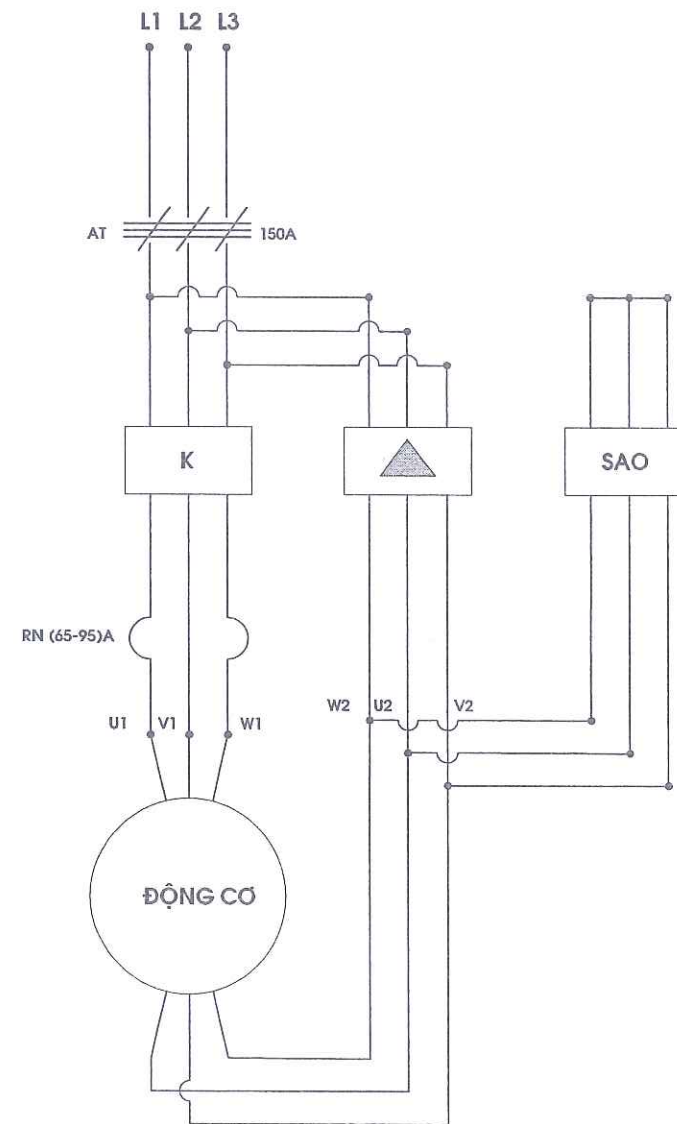 L1 L2 L3
AT 150A
K
SAO
RN (65-95)A
U1 V1 W1
W2 U2 V2
ĐỘNG CƠ